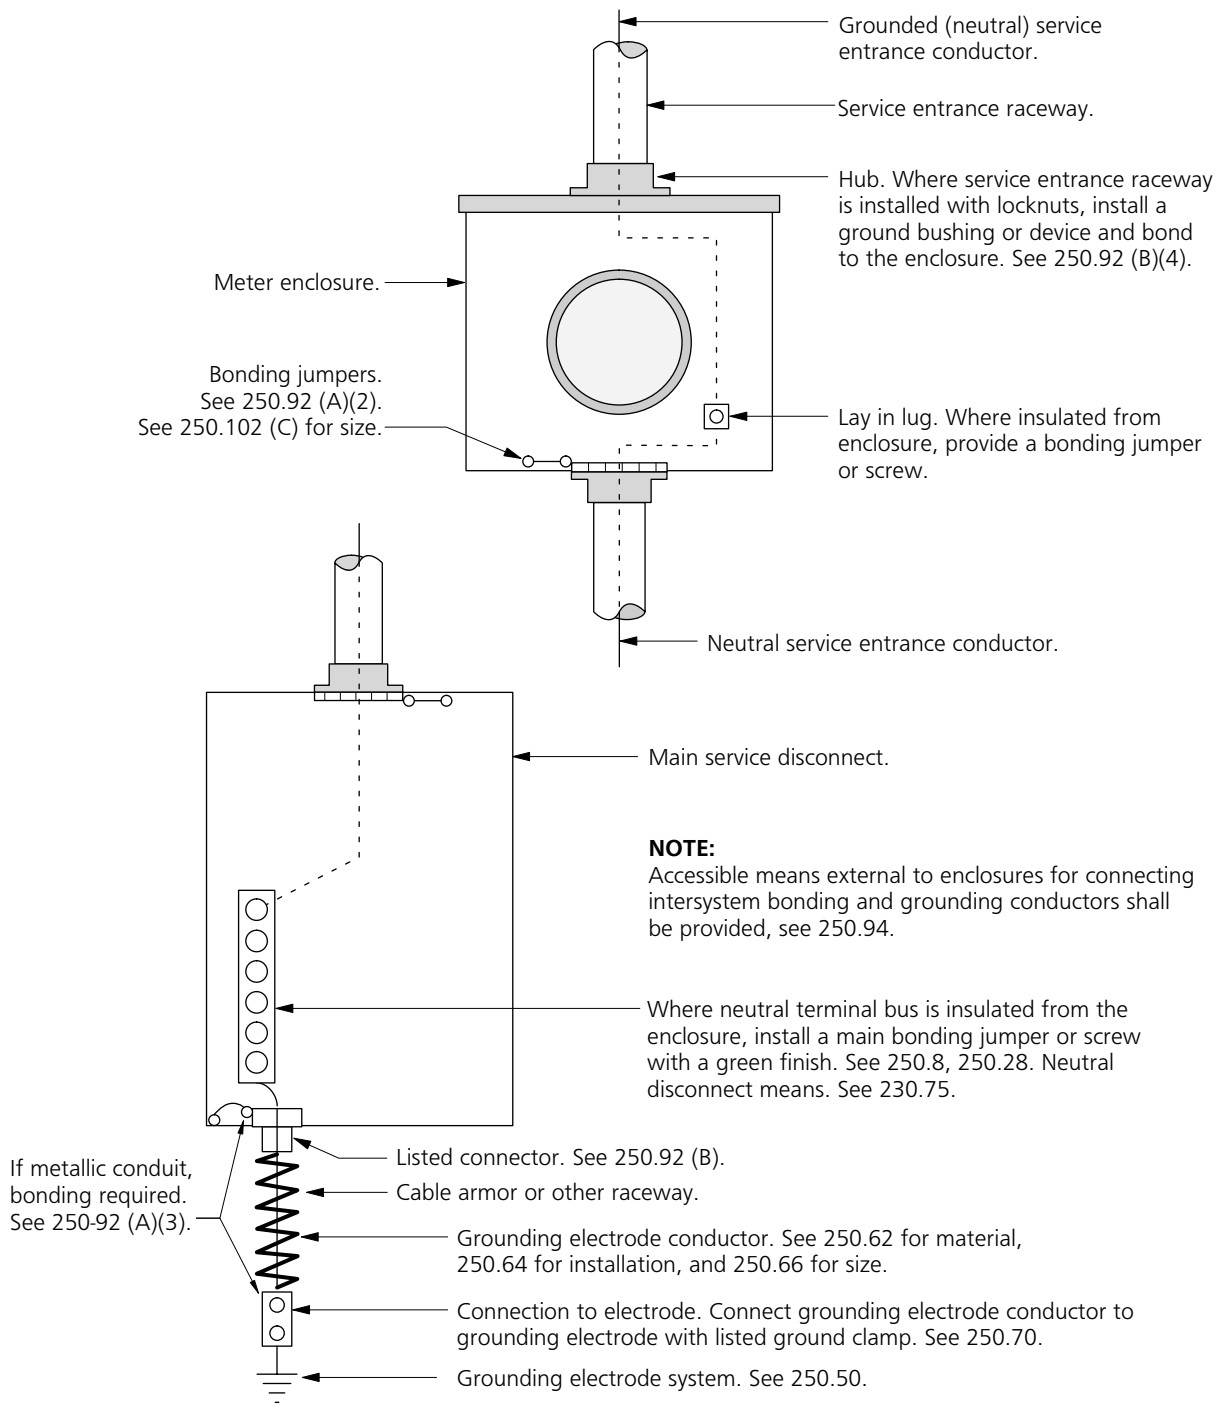 Grounded (neutral) service
entrance conductor.
Service entrance raceway.
Hub. Where service entrance raceway
is installed with locknuts, install a
ground bushing or device and bond
to the enclosure. See 250.92 (B)(4).
Meter enclosure.
Bonding jumpers.
See 250.92 (A)(2).
See 250.102 (C) for size.
Lay in lug. Where insulated from
enclosure, provide a bonding jumper
or screw.
Neutral service entrance conductor.
Main service disconnect.
NOTE:
Accessible means external to enclosures for connecting
intersystem bonding and grounding conductors shall
be provided, see 250.94.
Where neutral terminal bus is insulated from the
enclosure, install a main bonding jumper or screw
with a green finish. See 250.8, 250.28. Neutral
disconnect means. See 230.75.
If metallic conduit,
bonding required.
See 250-92 (A)(3).
Listed connector. See 250.92 (B).
Cable armor or other raceway.
Grounding electrode conductor. See 250.62 for material,
250.64 for installation, and 250.66 for size.
Connection to electrode. Connect grounding electrode conductor to
grounding electrode with listed ground clamp. See 250.70.
Grounding electrode system. See 250.50.